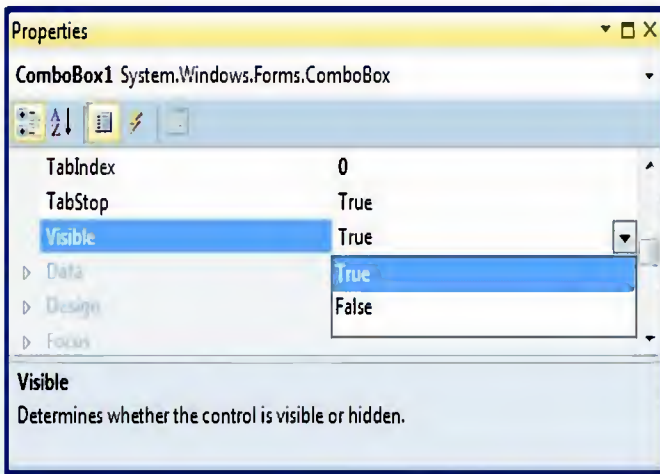 Properties
ComboBox1 System.Windows.Forms.ComboBox
TabIndex 0
TabStop True
Visible True
Data True
Design False
Focus
Visible
Determines whether the control is visible or hidden.